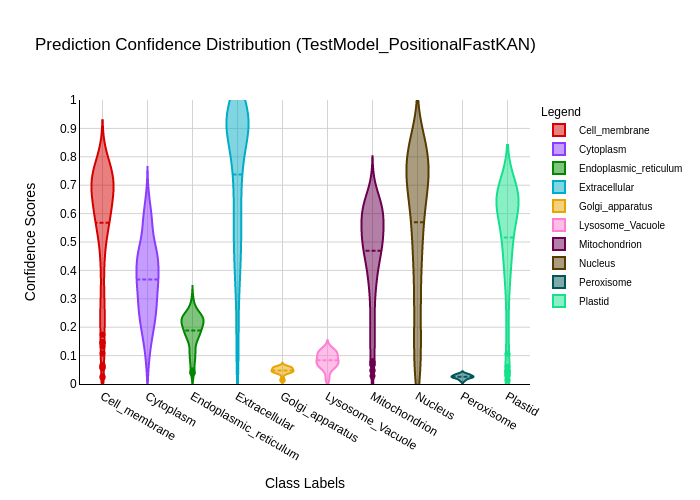 Prediction Confidence Distribution (TestModel_PositionalFastKAN)
Legend
Cell_membrane
Cytoplasm
Endoplasmic_reticulum
Extracellular
Golgi_apparatus
Lysosome_Vacuole
Mitochondrion
Nucleus
Peroxisome
Plastid
Confidence Scores
1
0.9
0.8
0.7
0.6
0.5
0.4
0.3
0.2
0.1
0
Cell_membrane
Cytoplasm
Endoplasmic_reticulum
Extracellular
Golgi_apparatus
Lysosome_Vacuole
Mitochondrion
Nucleus
Peroxisome
Plastid
Class Labels